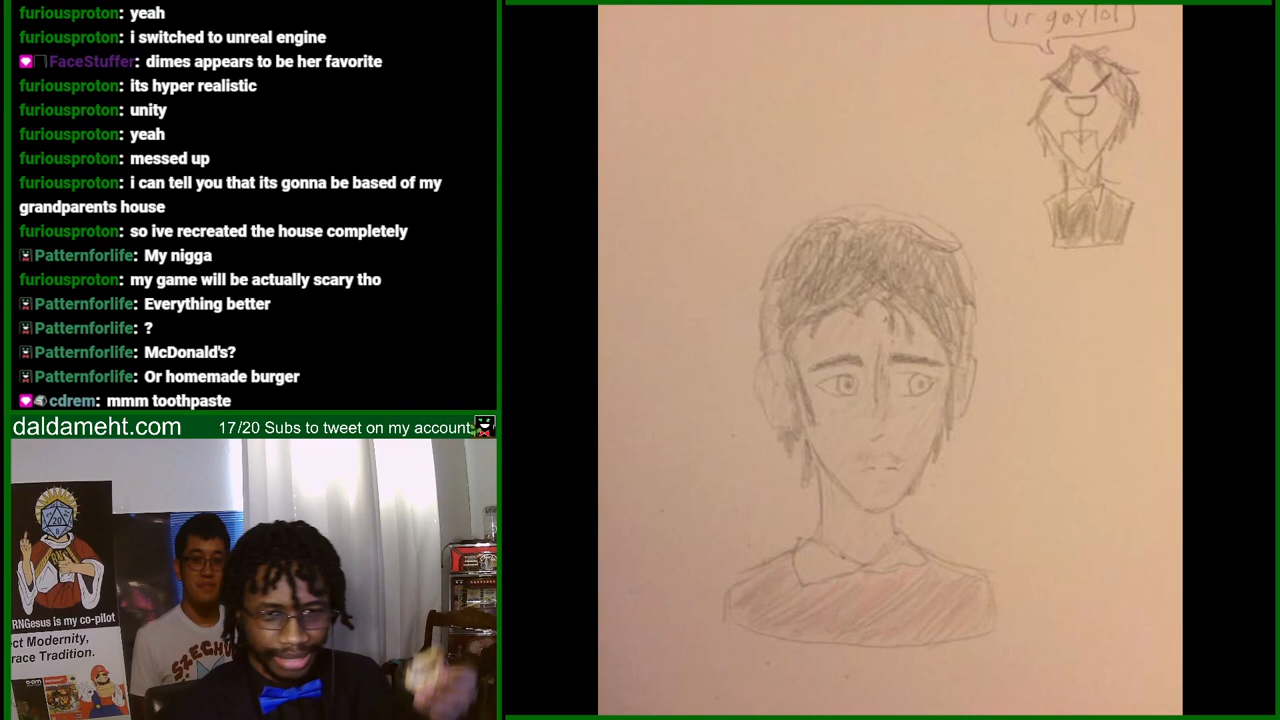 furiousproton: yeah
furiousproton: i switched to unreal engine
FaceStuffer: dimes appears to be her favorite
furiousproton: its hyper realistic
furiousproton: unity
furiousproton: yeah
furiousproton: messed up
furiousproton: i can tell you that its gonna be based of my
grandparents house
furiousproton: so ive recreated the house completely
Patternforlife: My nigga
furiousproton: my game will be actually scary tho
Patternforlife: Everything better
Patternforlife: ?
Patternforlife: McDonald's?
Patternforlife: Or homemade burger
cdrem: mmm toothpaste
daldameht.com
17/20 Subs to tweet on my account
20
RNGesus is my co-pilot
ct Modernity,
race Tradition.
ur gay lol